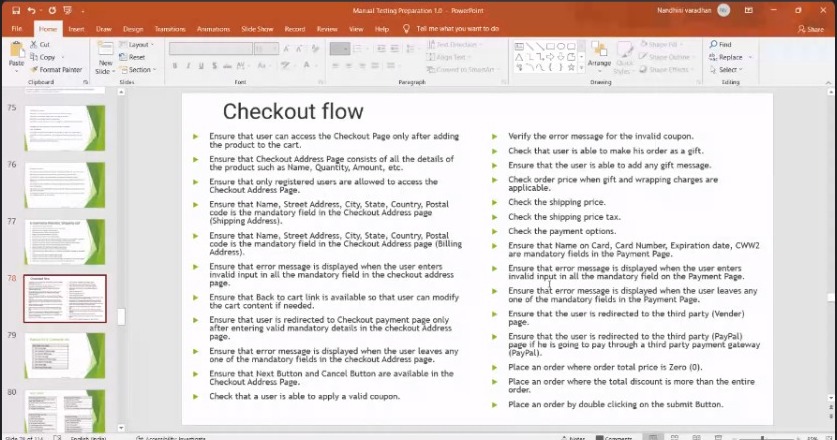 Manual Testing Preparation 1.0 - PowerPoint
Nandhini varadhan
File Home Insert Draw Design Transitions Animations Slide Show Record Review View Help Tell me what you want to do Share
Cut
Copy
Format Painter
Paste
Clipboard
New
Slide
Layout
Reset
Section
Slides
Font
Text Direction
Align Text
Convert to SmartArt
Paragraph
Arrange
Quick
Styles
Shape Fill
Shape Outline
Shape Effects
Drawing
Find
Replace
Select
Editing
75
76
77
78
79
80
Checkout flow
Ensure that user can access the Checkout Page only after adding
the product to the cart.
Ensure that Checkout Address Page consists of all the details of
the product such as Name, Quantity, Amount, etc.
Ensure that only registered users are allowed to access the
Checkout Address Page.
Ensure that Name, Street Address, City, State, Country, Postal
code is the mandatory field in the Checkout Address page
(Shipping Address).
Ensure that Name, Street Address, City, State, Country, Postal
code is the mandatory field in the Checkout Address page (Billing
Address).
Ensure that error message is displayed when the user enters
invalid input in all the mandatory field in the checkout address
page.
Ensure that Back to cart link is available so that user can modify
the cart content if needed.
Ensure that user is redirected to Checkout payment page only
after entering valid mandatory details in the checkout Address
page.
Ensure that error message is displayed when the user leaves any
one of the mandatory fields in the checkout Address page.
Ensure that Next Button and Cancel Button are available in the
Checkout Address Page.
Check that a user is able to apply a valid coupon.
Verify the error message for the invalid coupon.
Check that user is able to make his order as a gift.
Ensure that the user is able to add any gift message.
Check order price when gift and wrapping charges are
applicable.
Check the shipping price.
Check the shipping price tax.
Check the payment options.
Ensure that Name on Card, Card Number, Expiration date, CWW2
are mandatory fields in the Payment Page.
Ensure that error message is displayed when the user enters
invalid input in all the mandatory field on the Payment Page.
Ensure that error message is displayed when the user leaves any
one of the mandatory fields in the Payment Page.
Ensure that the user is redirected to the third party (Vender)
page.
Ensure that the user is redirected to the third party (PayPal)
page if he is going to pay through a third party payment gateway
(PayPal).
Place an order where order total price is Zero (0).
Place an order where the total discount is more than the entire
order.
Place an order by double clicking on the submit Button.
English (India)
Accessibility: Investigate
Notes
Comments